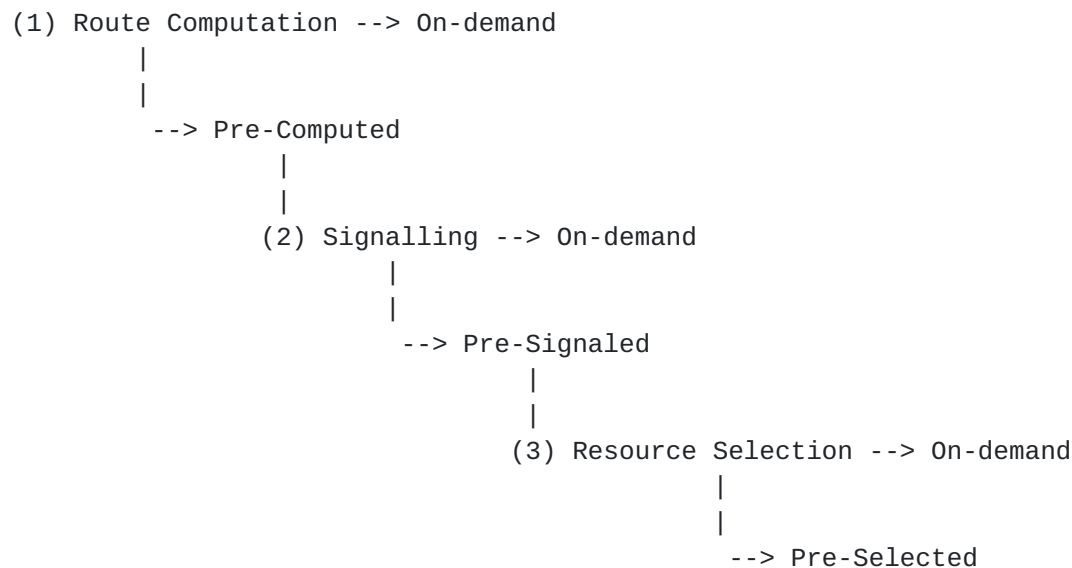 (1) Route Computation --> On-demand
|
|
--> Pre-Computed
|
|
(2) Signalling --> On-demand
|
|
--> Pre-Signaled
|
|
(3) Resource Selection --> On-demand
|
|
--> Pre-Selected